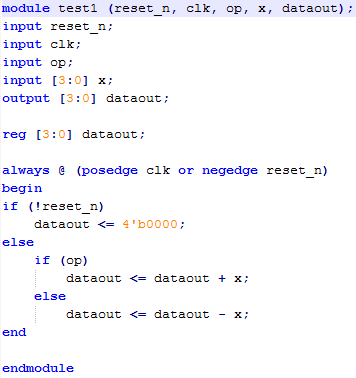 module test1 (reset_n, clk, op, x, dataout);
input reset_n;
input clk;
input op;
input [3:0] x;
output [3:0] dataout;

reg [3:0] dataout;

always @ (posedge clk or negedge reset_n)
begin
if (!reset_n)
    dataout <= 4'b0000;
else
    if (op)
        dataout <= dataout + x;
    else
        dataout <= dataout - x;
end

endmodule